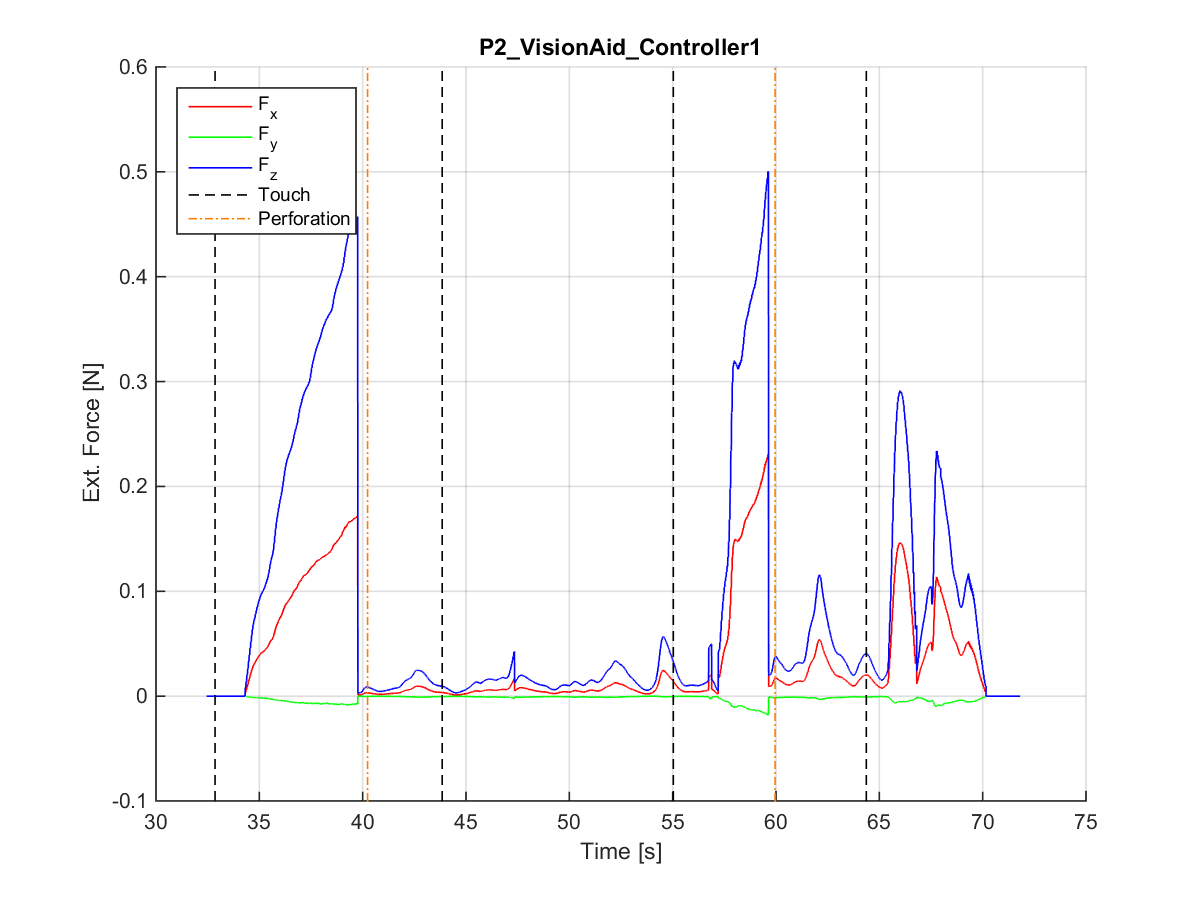 P2_VisionAid_Controller1
0.6
0.5
0.4
0.3
0.2
0.1
0
-0.1
Ext. Force [N]
F_x
F_y
F_z
Touch
Perforation
30 35 40 45 50 55 60 65 70 75
Time [s]